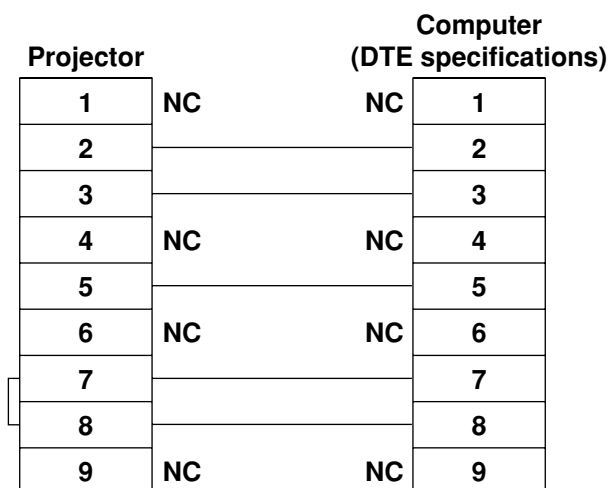 Computer
Projector (DTE specifications)
1 NC NC 1
2 2
3 3
4 NC NC 4
5 5
6 NC NC 6
7 7
8 8
9 NC NC 9